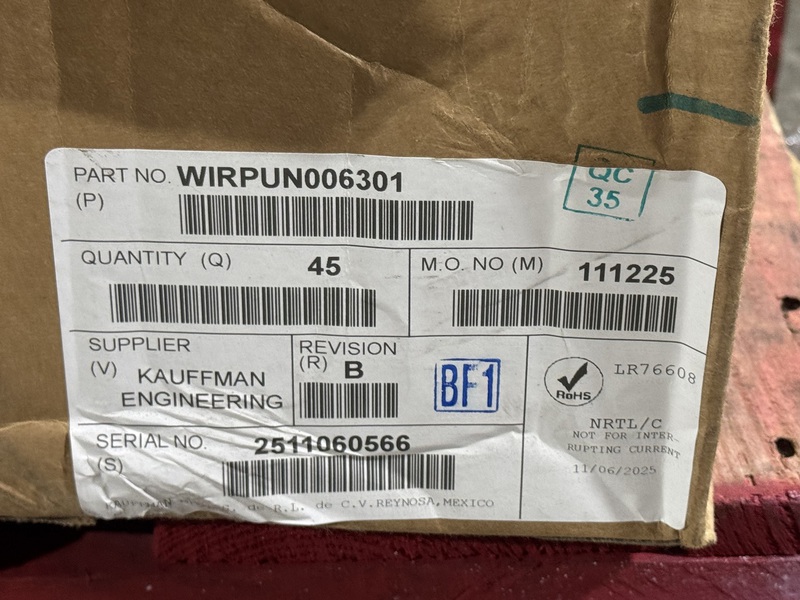 PART NO. WIRPUN006301
(P)
QC
35
QUANTITY (Q) 45
M.O. NO (M) 111225
SUPPLIER
(V) KAUFFMAN
ENGINEERING
REVISION
(R) B
BF1
RoHS
LR76608
NRTL/C
NOT FOR INTER-
RUPTING CURRENT
11/06/2025
SERIAL NO. 2511060566
(S)
de R.L. de C.V.REYNOSA,MEXICO